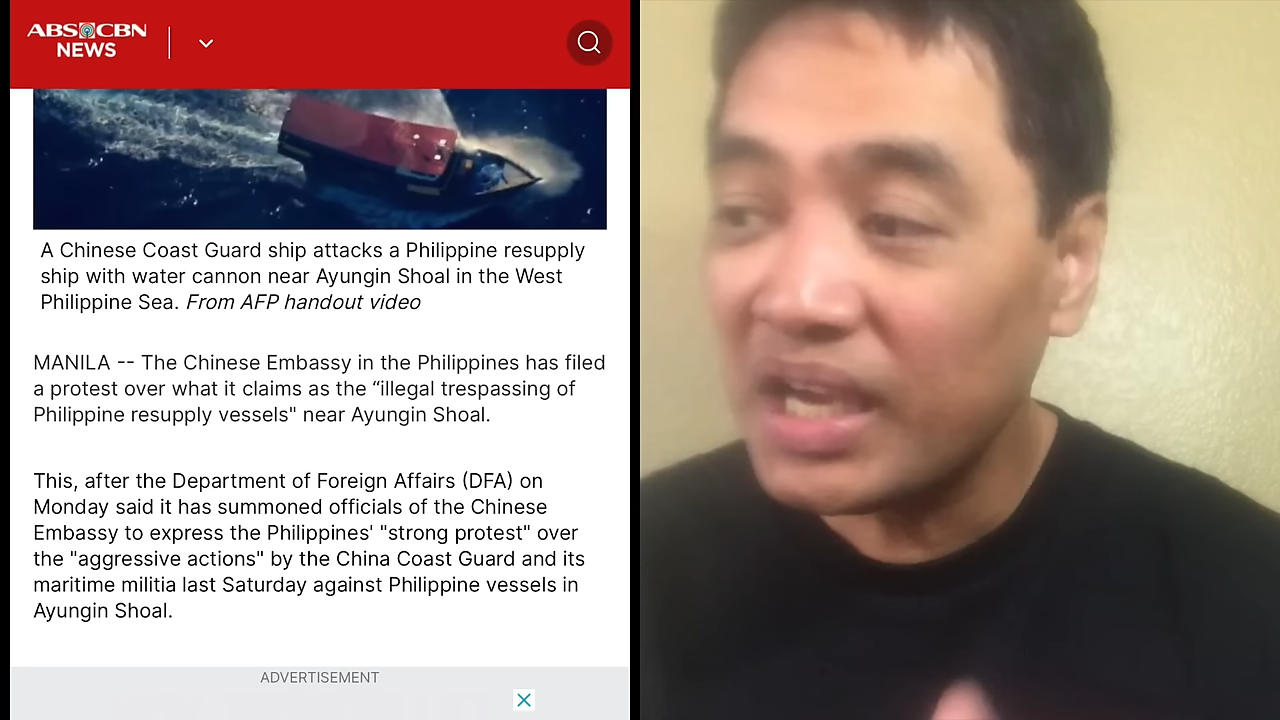 ABS CBN
NEWS
A Chinese Coast Guard ship attacks a Philippine resupply
ship with water cannon near Ayungin Shoal in the West
Philippine Sea. From AFP handout video
MANILA -- The Chinese Embassy in the Philippines has filed
a protest over what it claims as the “illegal trespassing of
Philippine resupply vessels" near Ayungin Shoal.
This, after the Department of Foreign Affairs (DFA) on
Monday said it has summoned officials of the Chinese
Embassy to express the Philippines' "strong protest" over
the "aggressive actions" by the China Coast Guard and its
maritime militia last Saturday against Philippine vessels in
Ayungin Shoal.
ADVERTISEMENT